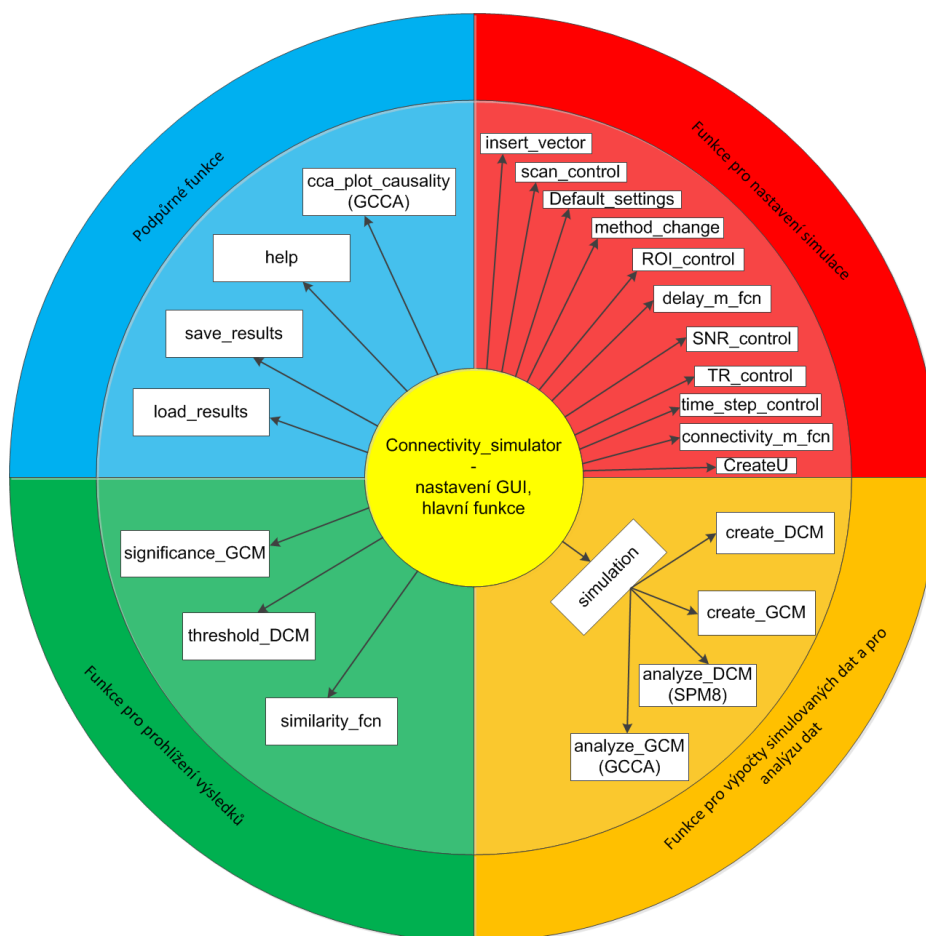 Podpůrné funkce
Funkce pro nastavení simulace
cca_plot_causality
(GCCA)
help
save_results
load_results
insert_vector
scan_control
Default_settings
method_change
ROI_control
delay_m_fcn
SNR_control
TR_control
time_step_control
connectivity_m_fcn
CreateU
Connectivity_simulator
-
nastavení GUI,
hlavní funkce
significance_GCM
threshold_DCM
similarity_fcn
simulation
create_DCM
create_GCM
analyze_DCM
(SPM8)
analyze_GCM
(GCCA)
Funkce pro prohlížení výsledků
Funkce pro výpočty simulovaných dat a pro
analýzu dat